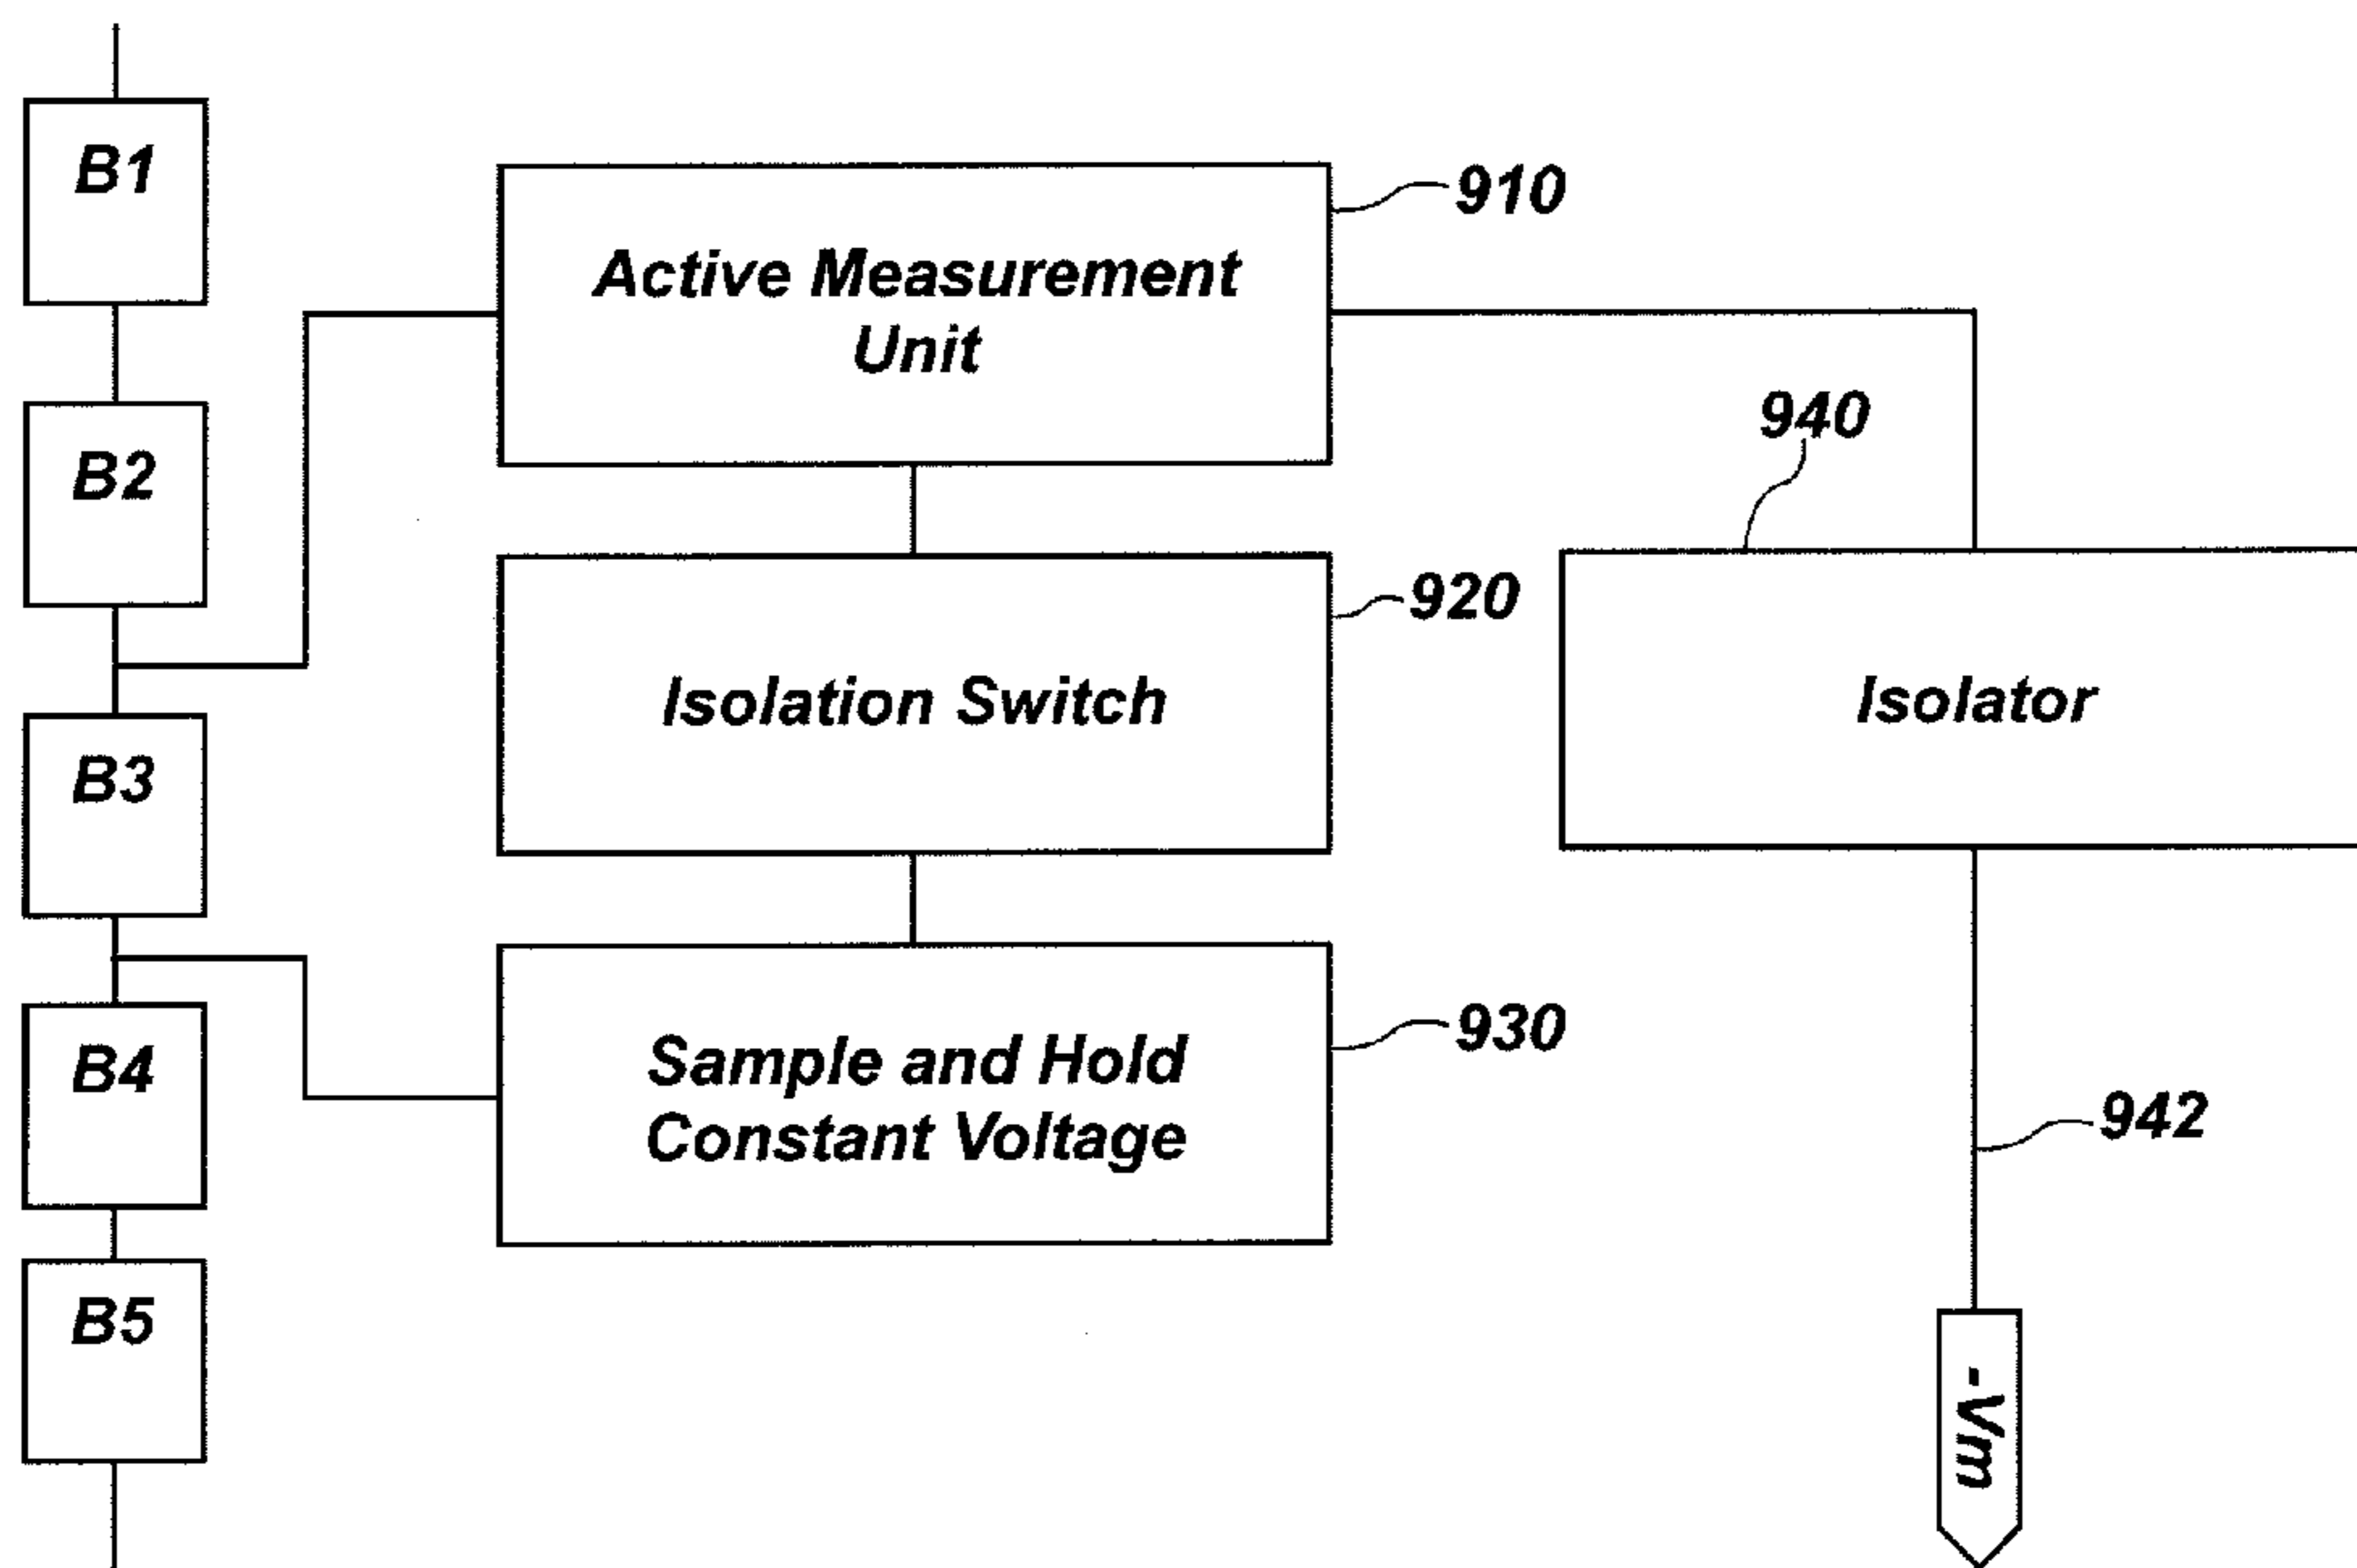 B1
910
Active Measurement
Unit
940
B2
920
Isolation Switch
Isolator
B3
930
Sample and Hold
Constant Voltage
B4
942
B5
-Vm